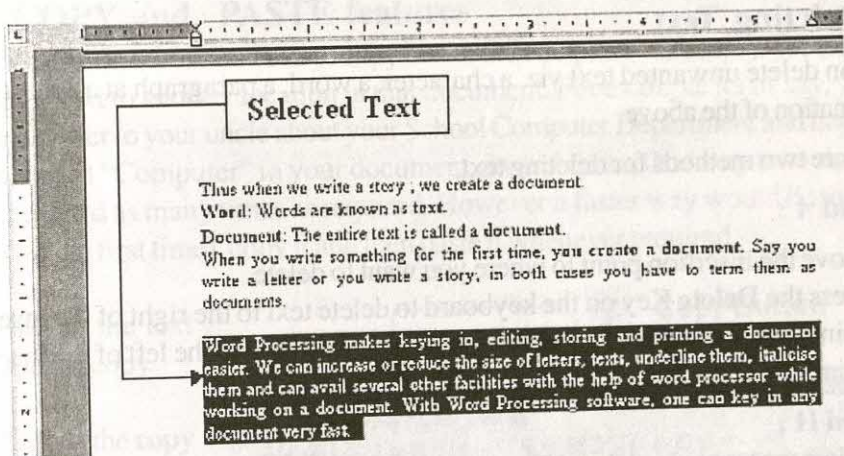 Selected Text
Thus when we write a story ; we create a document.
Word: Words are known as text.
Document: The entire text is called a document.
When you write something for the first time, you create a document. Say you
write a letter or you write a story, in both cases you have to term them as
documents.
Word Processing makes keying in, editing, storing and printing a document
easier. We can increase or reduce the size of letters, texts, underline them, italicise
them and can avail several other facilities with the help of word processor while
working on a document. With Word Processing software, one can key in any
document very fast.